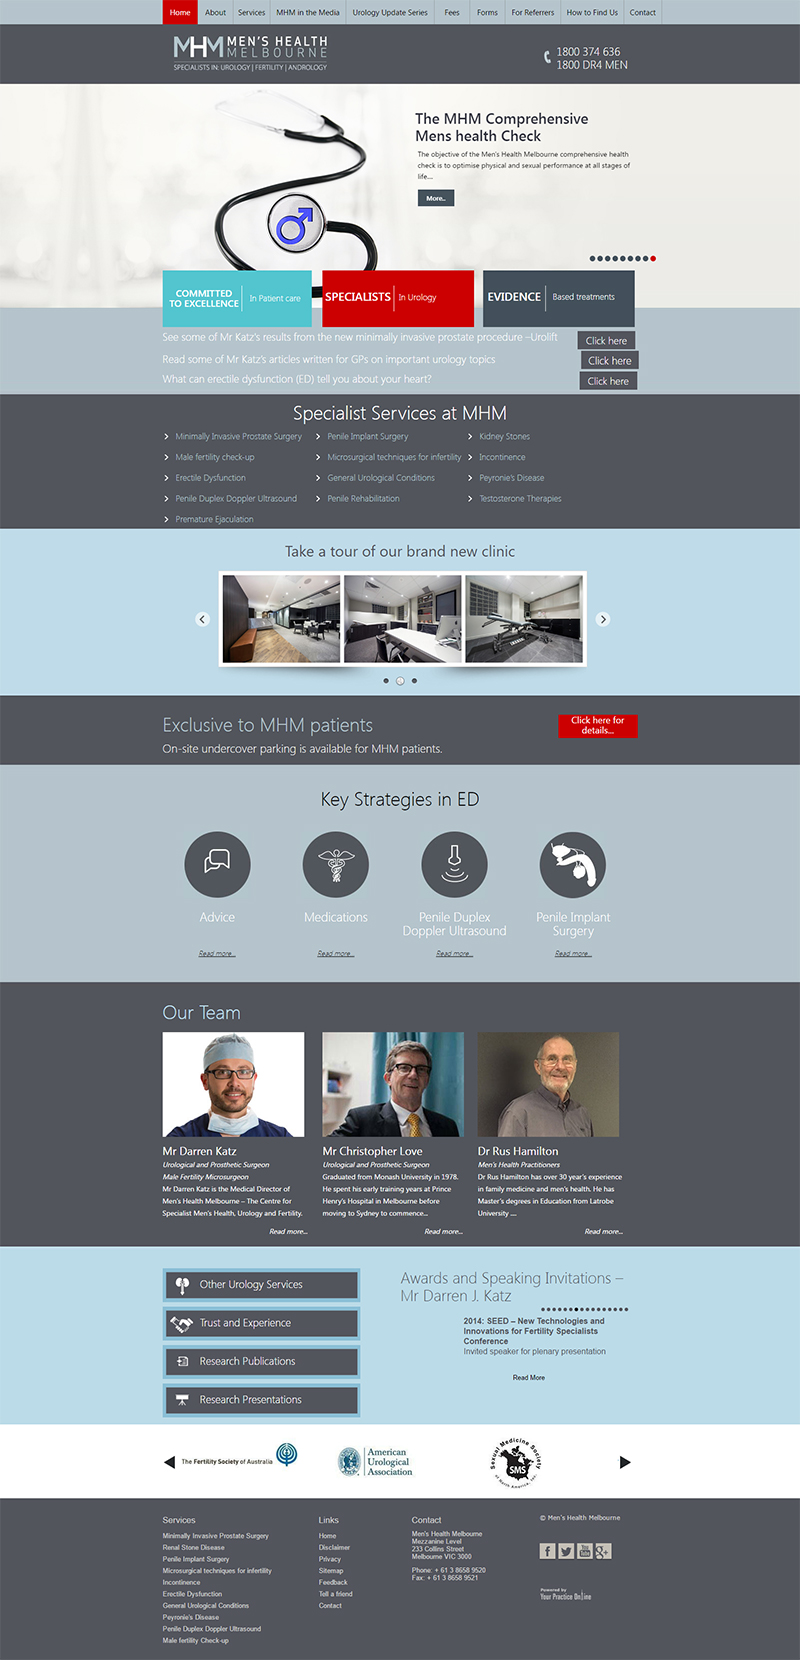 Home About Services MHM in the Media Urology Update Series Fees Forms For Referrers How to Find Us Contact
MHM MEN'S HEALTH
MELBOURNE
SPECIALISTS IN: UROLOGY | FERTILITY | ANDROLOGY
1800 374 636
1800 DR4 MEN
The MHM Comprehensive
Mens health Check
The objective of the Men's Health Melbourne comprehensive health
check is to optimise physical and sexual performance at all stages of
life....
More..
COMMITTED
TO EXCELLENCE
In Patient care
SPECIALISTS
In Urology
EVIDENCE
Based treatments
See some of Mr Katz's results from the new minimally invasive prostate procedure –Urolift
Click here
Read some of Mr Katz's articles written for GPs on important urology topics
Click here
What can erectile dysfunction (ED) tell you about your heart?
Click here
Specialist Services at MHM
Minimally Invasive Prostate Surgery
Penile Implant Surgery
Kidney Stones
Male fertility check-up
Microsurgical techniques for infertility
Incontinence
Erectile Dysfunction
General Urological Conditions
Peyronie's Disease
Penile Duplex Doppler Ultrasound
Penile Rehabilitation
Testosterone Therapies
Premature Ejaculation
Take a tour of our brand new clinic
Exclusive to MHM patients
On-site undercover parking is available for MHM patients.
Click here for
details...
Key Strategies in ED
Advice
Read more...
Medications
Read more...
Penile Duplex
Doppler Ultrasound
Read more...
Penile Implant
Surgery
Read more...
Our Team
Mr Darren Katz
Urological and Prosthetic Surgeon
Male Fertility Microsurgeon
Mr Darren Katz is the Medical Director of
Men's Health Melbourne – The Centre for
Specialist Men's Health, Urology and Fertility.
Read more...
Mr Christopher Love
Urological and Prosthetic Surgeon
Graduated from Monash University in 1978.
He spent his early training years at Prince
Henry's Hospital in Melbourne before
moving to Sydney to commence...
Read more...
Dr Rus Hamilton
Men's Health Practitioners
Dr Rus Hamilton has over 30 year's experience
in family medicine and men's health. He has
Master's degrees in Education from Latrobe
University ....
Read more...
Other Urology Services
Trust and Experience
Research Publications
Research Presentations
Awards and Speaking Invitations –
Mr Darren J. Katz
2014: SEED – New Technologies and
Innovations for Fertility Specialists
Conference
Invited speaker for plenary presentation
Read More
The Fertility Society of Australia
American
Urological
Association
Sexual Medicine Society
SMS
of North America, Inc.
Services
Minimally Invasive Prostate Surgery
Renal Stone Disease
Penile Implant Surgery
Microsurgical techniques for infertility
Incontinence
Erectile Dysfunction
General Urological Conditions
Peyronie's Disease
Penile Duplex Doppler Ultrasound
Male fertility Check-up
Links
Home
Disclaimer
Privacy
Sitemap
Feedback
Tell a friend
Contact
Contact
Men's Health Melbourne
Mezzanine Level
233 Collins Street
Melbourne VIC 3000
Phone: + 61 3 8658 9520
Fax: + 61 3 8658 9521
© Men's Health Melbourne
Powered by
Your Practice Online